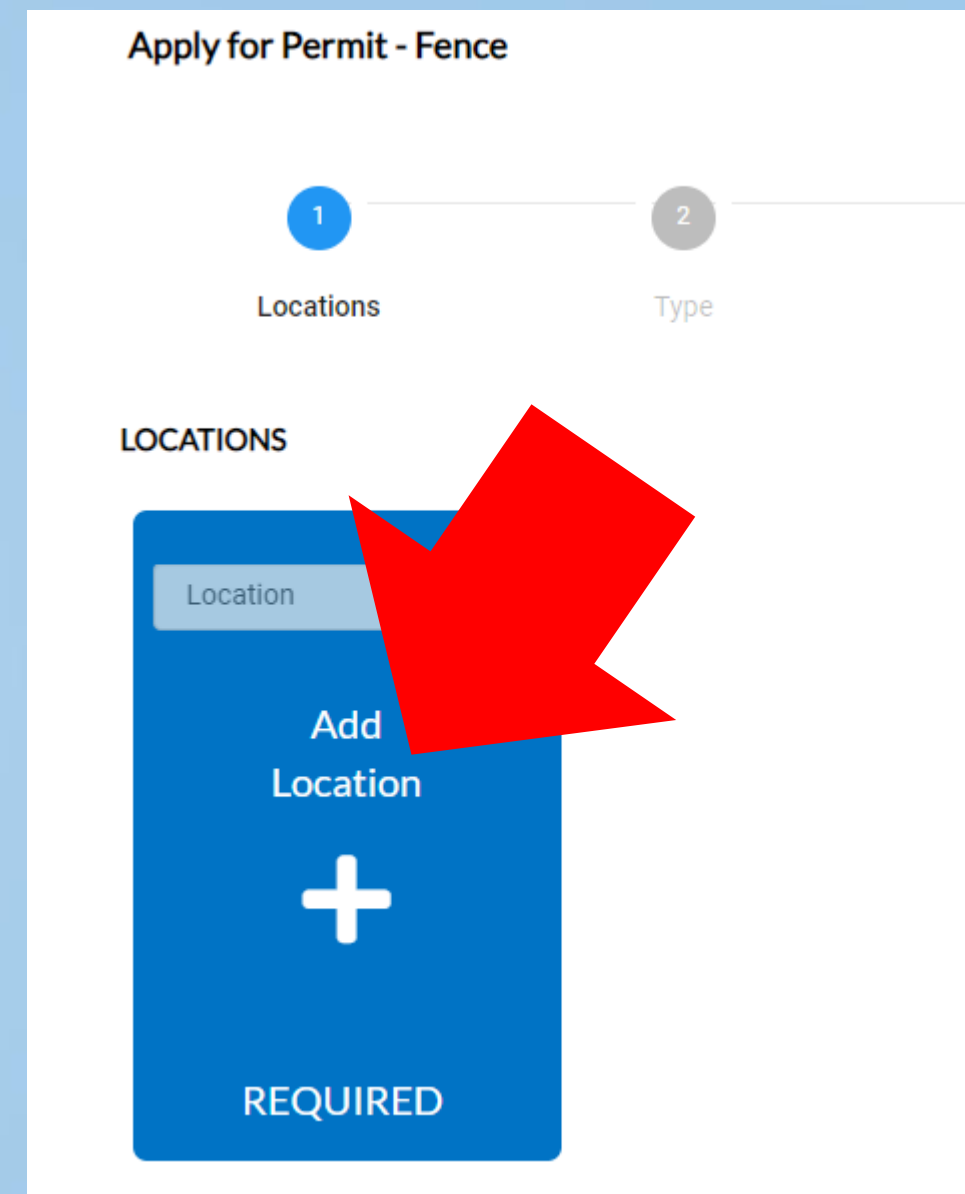 Apply for Permit - Fence
1
2
Locations
Type
LOCATIONS
Location
Add
Location
REQUIRED